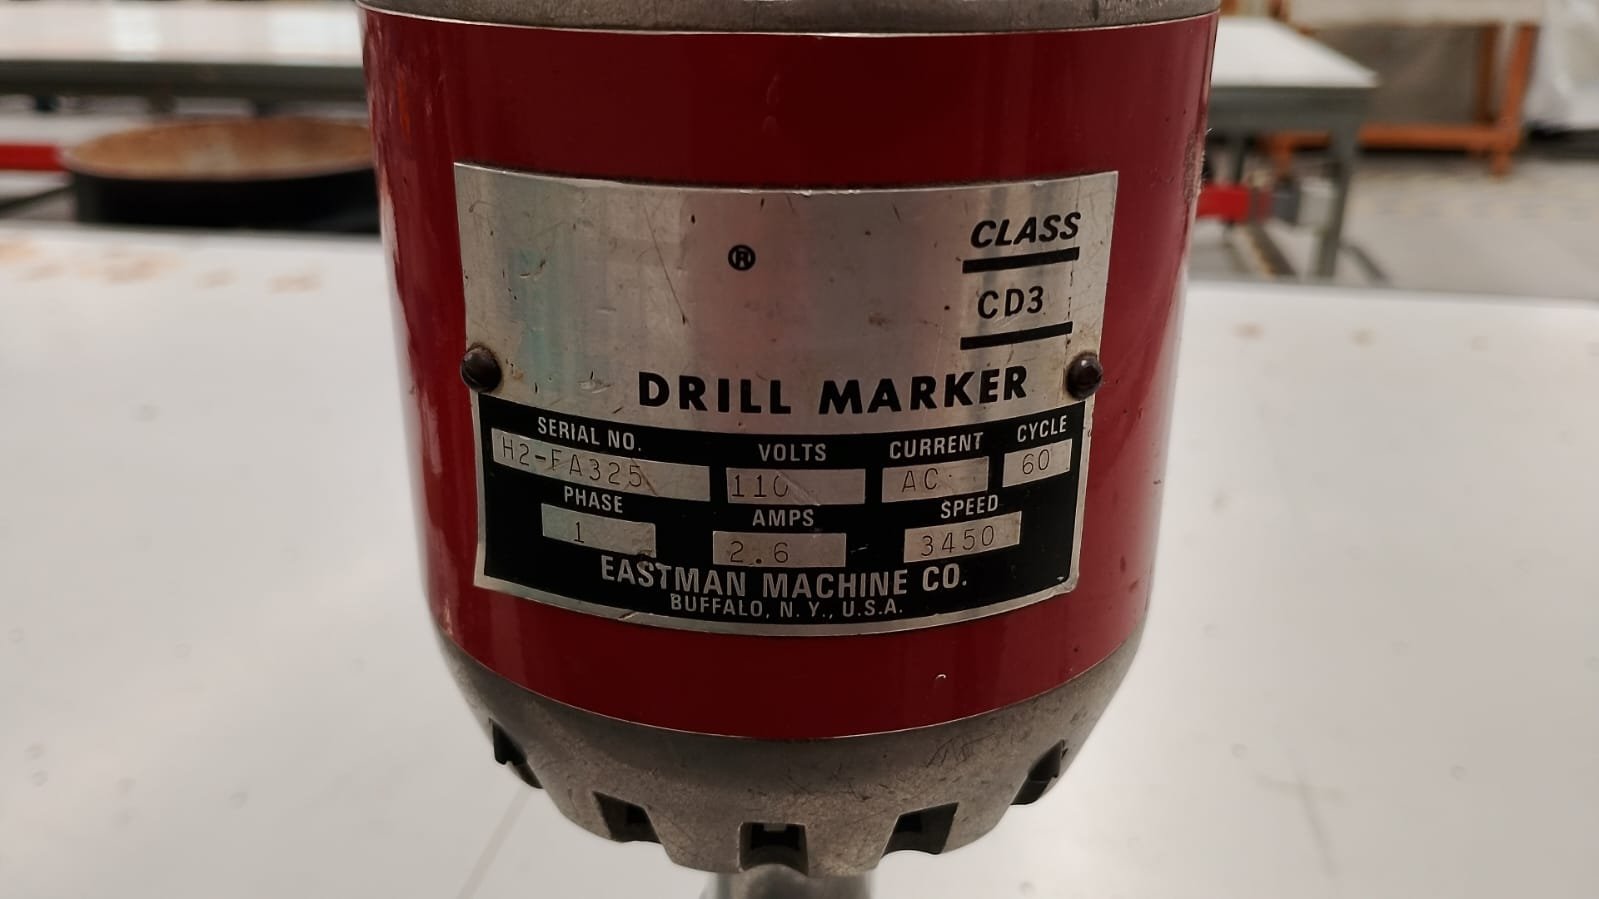 ®
CLASS
CD3
DRILL MARKER
SERIAL NO. VOLTS CURRENT CYCLE
H2-FA325 110 AC 60
PHASE AMPS SPEED
1 2.6 3450
EASTMAN MACHINE CO.
BUFFALO, N.Y., U.S.A.